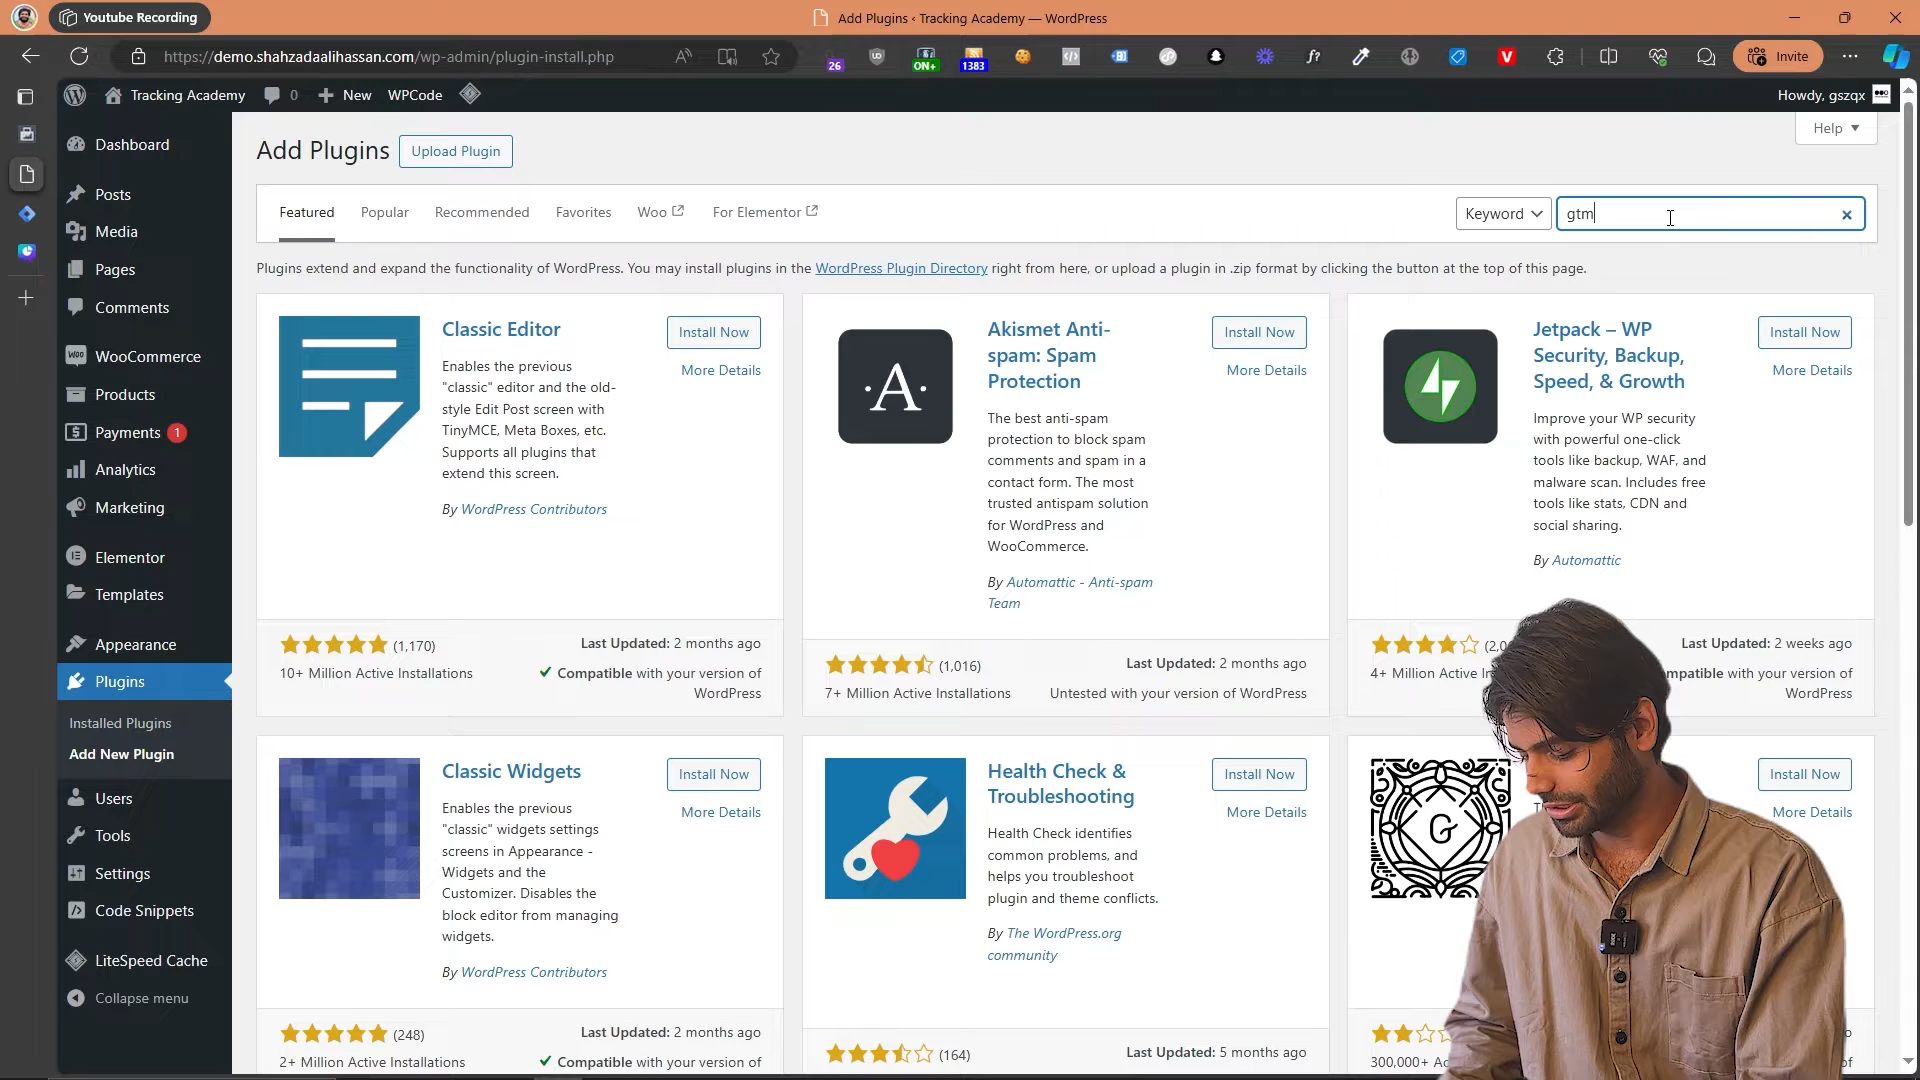 Youtube Recording
Add Plugins ‹ Tracking Academy — WordPress
https://demo.shahzadaalihassan.com/wp-admin/plugin-install.php
26
ON+
1383
Invite
Tracking Academy
0
New
WPCode
Howdy, gszqx
Help
Dashboard
Posts
Media
Pages
Comments
WooCommerce
Products
Payments 1
Analytics
Marketing
Elementor
Templates
Appearance
Plugins
Installed Plugins
Add New Plugin
Users
Tools
Settings
Code Snippets
LiteSpeed Cache
Collapse menu
Add Plugins
Upload Plugin
Featured
Popular
Recommended
Favorites
Woo
For Elementor
Keyword
gtm
Plugins extend and expand the functionality of WordPress. You may install plugins in the WordPress Plugin Directory right from here, or upload a plugin in .zip format by clicking the button at the top of this page.
Classic Editor
Install Now
More Details
Enables the previous
"classic" editor and the old-
style Edit Post screen with
TinyMCE, Meta Boxes, etc.
Supports all plugins that
extend this screen.
By WordPress Contributors
(1,170)
10+ Million Active Installations
Last Updated: 2 months ago
Compatible with your version of
WordPress
A
Akismet Anti-
spam: Spam
Protection
Install Now
More Details
The best anti-spam
protection to block spam
comments and spam in a
contact form. The most
trusted antispam solution
for WordPress and
WooCommerce.
By Automattic - Anti-spam
Team
(1,016)
7+ Million Active Installations
Last Updated: 2 months ago
Untested with your version of WordPress
Jetpack – WP
Security, Backup,
Speed, & Growth
Install Now
More Details
Improve your WP security
with powerful one-click
tools like backup, WAF, and
malware scan. Includes free
tools like stats, CDN and
social sharing.
By Automattic
4+ Million Active
Last Updated: 2 weeks ago
with your version of
WordPress
Classic Widgets
Install Now
More Details
Enables the previous
"classic" widgets settings
screens in Appearance -
Widgets and the
Customizer. Disables the
block editor from managing
widgets.
By WordPress Contributors
(248)
2+ Million Active Installations
Last Updated: 2 months ago
Compatible with your version of
Health Check &
Troubleshooting
Install Now
More Details
Health Check identifies
common problems, and
helps you troubleshoot
plugin and theme conflicts.
By The WordPress.org
community
(164)
Last Updated: 5 months ago
G
Install Now
More Details
300,000+